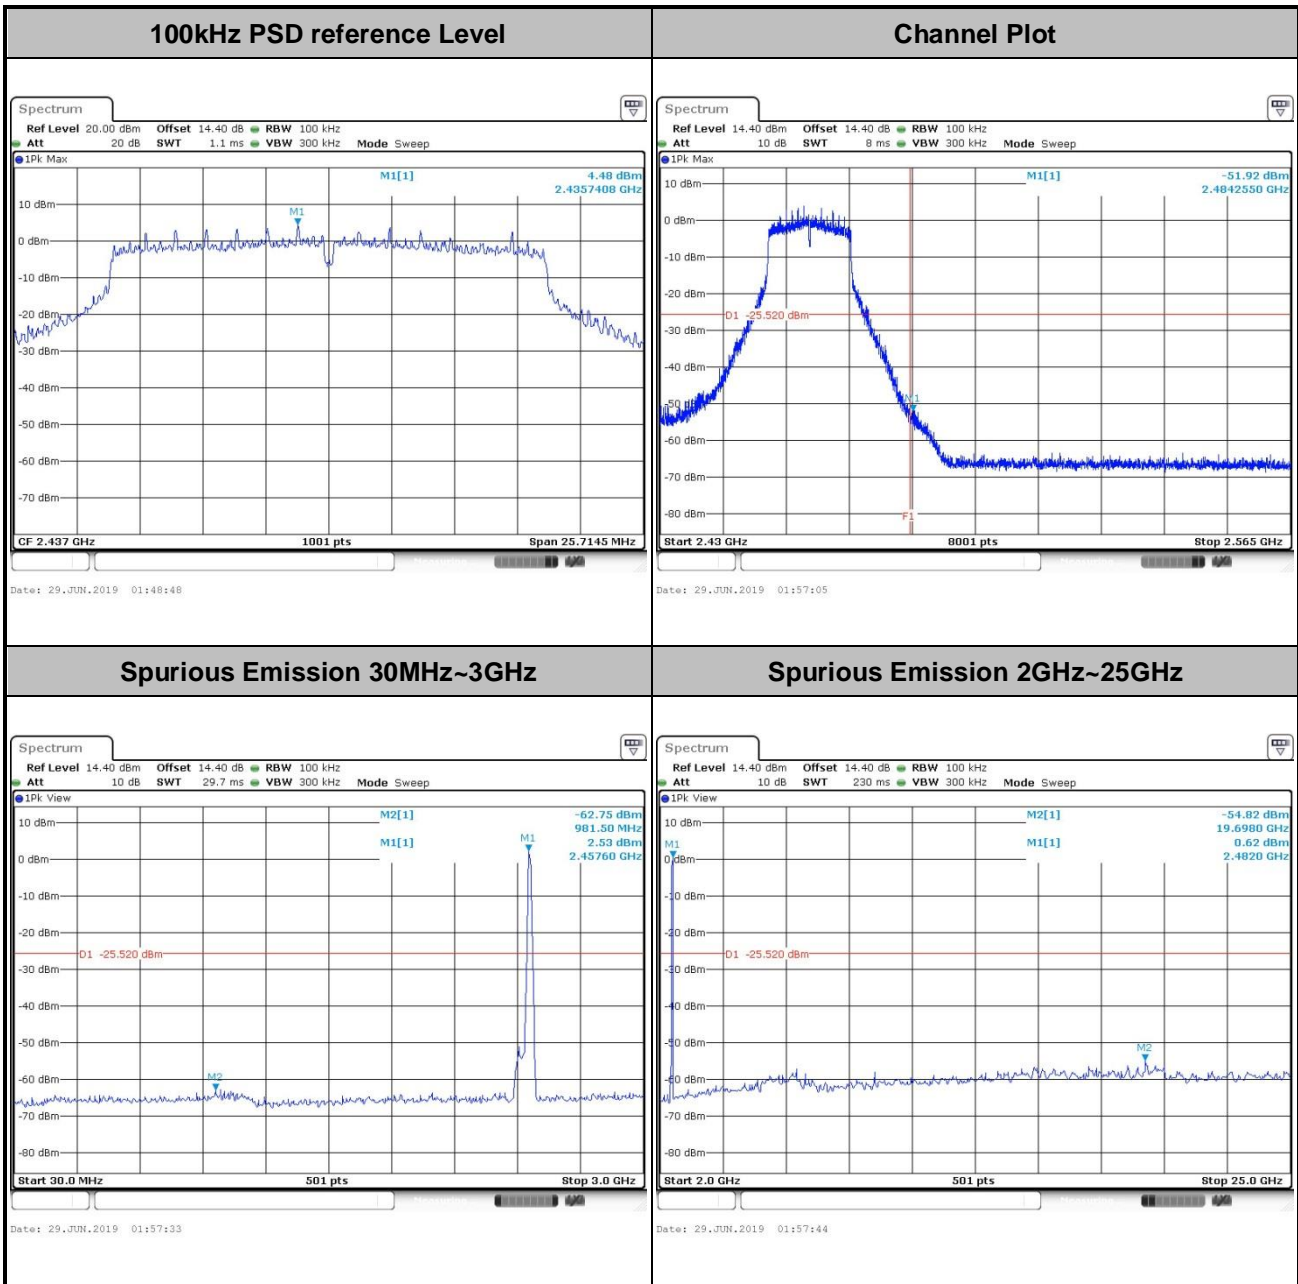 100kHz PSD reference Level
Channel Plot
Spectrum
Ref Level 20.00 dBm Offset 14.40 dB RBW 100 kHz
Att 20 dB SWT 1.1 ms VBW 300 kHz Mode Sweep
1Pk Max
M1[1] 4.48 dBm
2.4357408 GHz
M1
10 dBm
0 dBm
-10 dBm
-20 dBm
-30 dBm
-40 dBm
-50 dBm
-60 dBm
-70 dBm
CF 2.437 GHz 1001 pts Span 25.7145 MHz
Date: 29.JUN.2019 01:48:48
Spectrum
Ref Level 14.40 dBm Offset 14.40 dB RBW 100 kHz
Att 10 dB SWT 8 ms VBW 300 kHz Mode Sweep
1Pk Max
M1[1] -51.92 dBm
2.4842550 GHz
10 dBm
0 dBm
-10 dBm
-20 dBm
D1 -25.520 dBm
-30 dBm
-40 dBm
M1
-60 dBm
-70 dBm
-80 dBm
F1
Start 2.43 GHz 8001 pts Stop 2.565 GHz
Date: 29.JUN.2019 01:57:05
Spurious Emission 30MHz~3GHz
Spurious Emission 2GHz~25GHz
Spectrum
Ref Level 14.40 dBm Offset 14.40 dB RBW 100 kHz
Att 10 dB SWT 29.7 ms VBW 300 kHz Mode Sweep
1Pk View
M2[1] -62.75 dBm
981.50 MHz
M1[1] 2.53 dBm
2.45760 GHz
M1
10 dBm
0 dBm
-10 dBm
-20 dBm
D1 -25.520 dBm
-30 dBm
-40 dBm
-50 dBm
-60 dBm
M2
-70 dBm
-80 dBm
Start 30.0 MHz 501 pts Stop 3.0 GHz
Date: 29.JUN.2019 01:57:33
Spectrum
Ref Level 14.40 dBm Offset 14.40 dB RBW 100 kHz
Att 10 dB SWT 230 ms VBW 300 kHz Mode Sweep
1Pk View
M2[1] -54.82 dBm
19.6980 GHz
M1[1] 0.62 dBm
2.4820 GHz
10 dBm
M1
0 dBm
-10 dBm
-20 dBm
D1 -25.520 dBm
-30 dBm
-40 dBm
-50 dBm
M2
-60 dBm
-70 dBm
-80 dBm
Start 2.0 GHz 501 pts Stop 25.0 GHz
Date: 29.JUN.2019 01:57:44